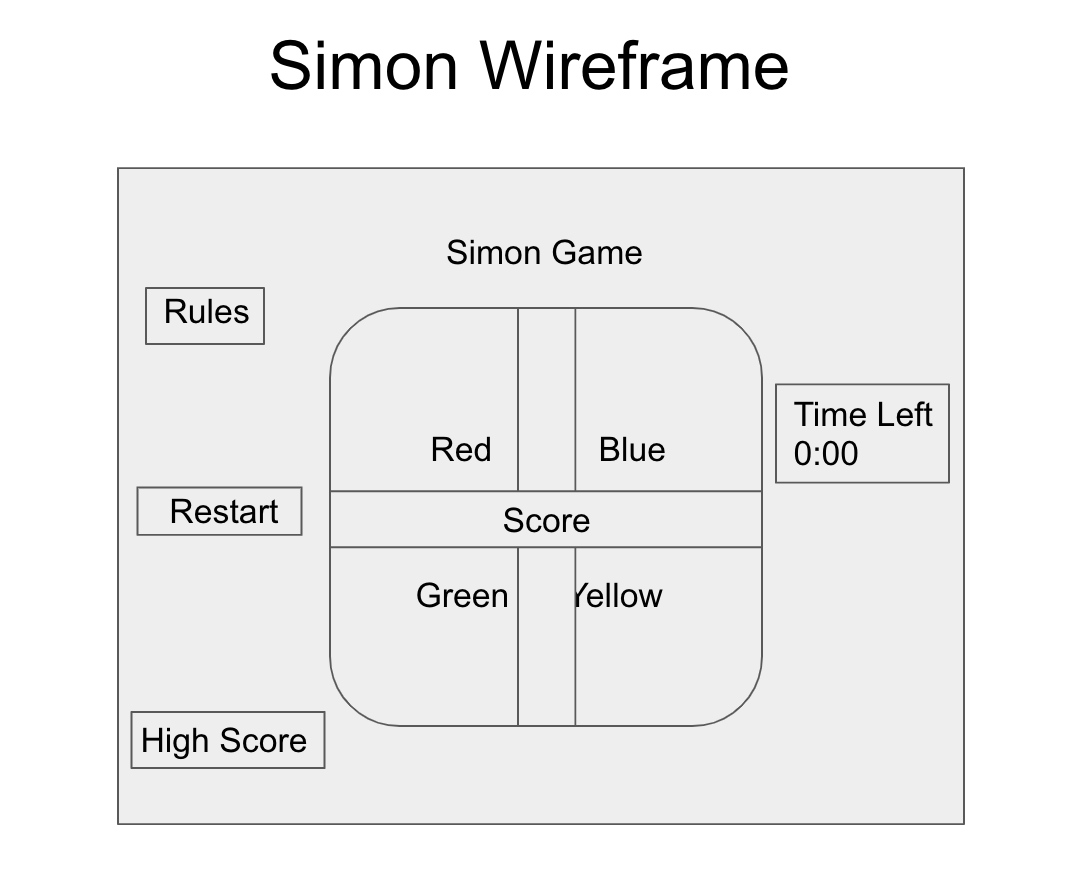 Simon Wireframe
Simon Game
Rules
Time Left
0:00
Red
Blue
Restart
Score
Green
Yellow
High Score